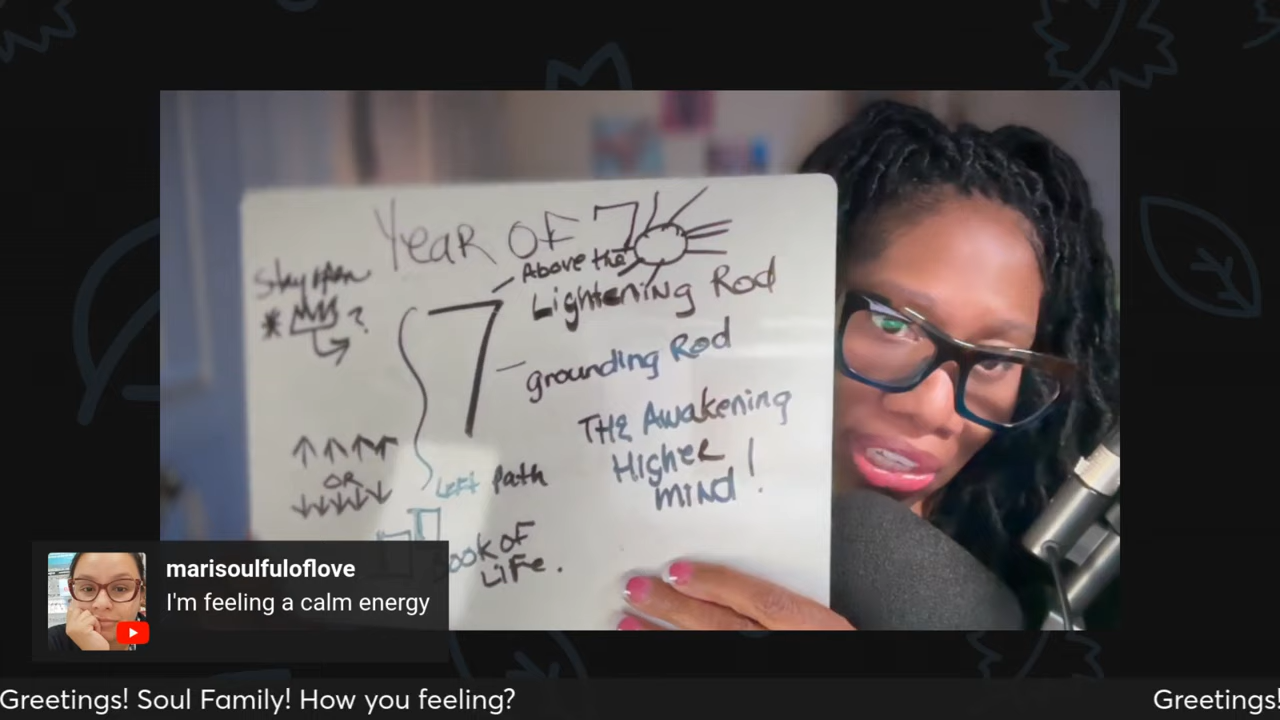 Year OF 7
Stay open
*
?
Above the
Lightening Rod
7
grounding Rod
THE Awakening
Higher
mind!
OR
Left Path
ook oF
LiFe.
marisoulfuloflove
I'm feeling a calm energy
Greetings! Soul Family! How you feeling?
Greetings!